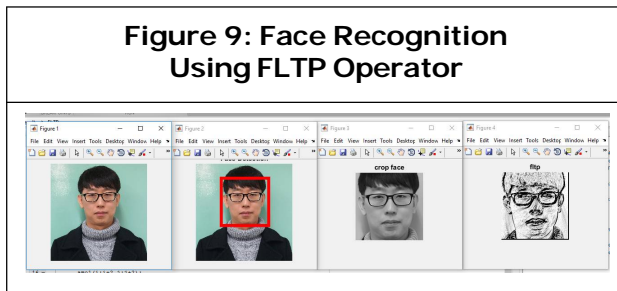 Figure 9: Face Recognition
Using FLTP Operator
Figure 1
File Edit View Insert Tools Desktop Window Help
Figure 2
File Edit View Insert Tools Desktop Window Help
Face Detection
Figure 3
File Edit View Insert Tools Desktop Window Help
crop face
Figure 4
File Edit View Insert Tools Desktop Window Help
fltp